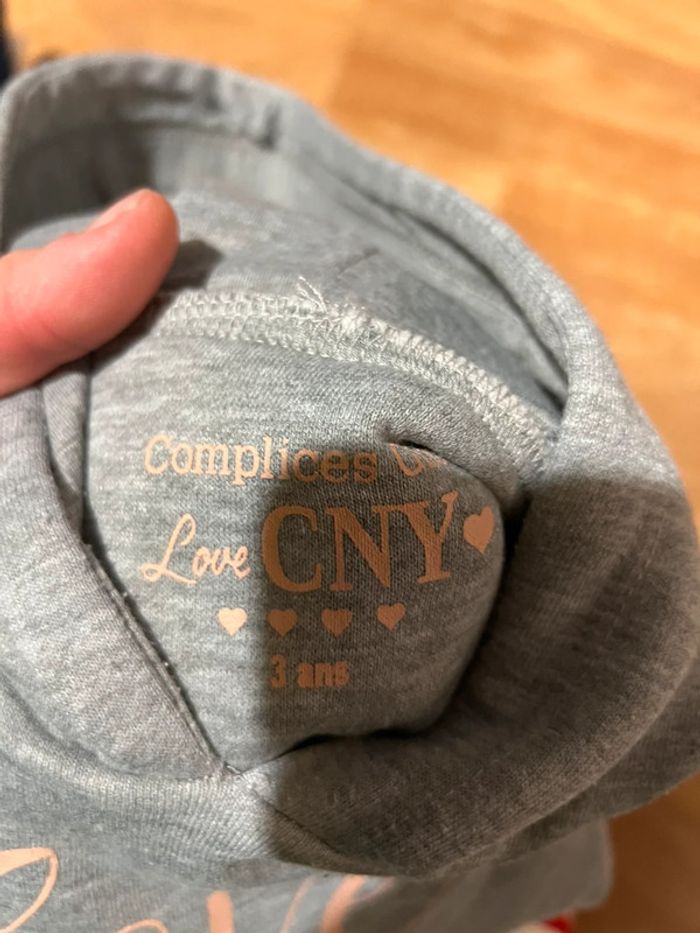 Complices
Love CNY
3 ans